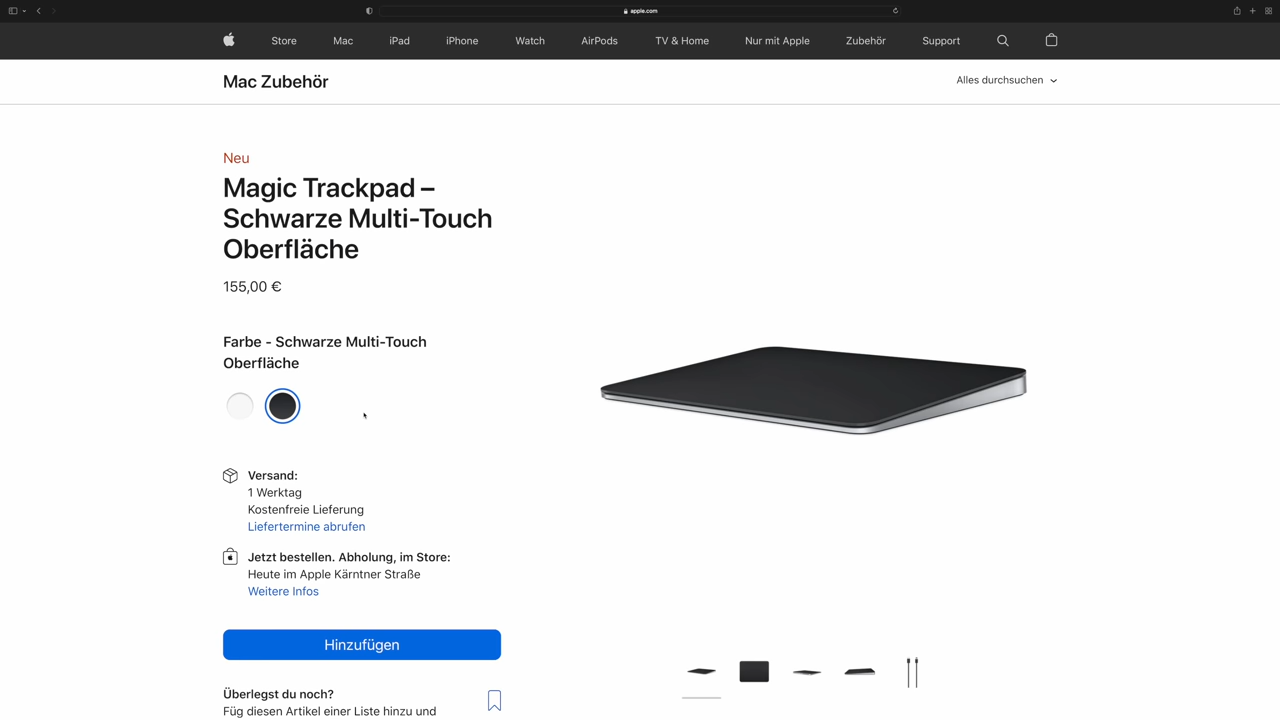 apple.com
Store Mac iPad iPhone Watch AirPods TV & Home Nur mit Apple Zubehör Support
Mac Zubehör
Alles durchsuchen
Neu
Magic Trackpad –
Schwarze Multi-Touch
Oberfläche
155,00 €
Farbe - Schwarze Multi-Touch
Oberfläche
Versand:
1 Werktag
Kostenfreie Lieferung
Liefertermine abrufen
Jetzt bestellen. Abholung, im Store:
Heute im Apple Kärntner Straße
Weitere Infos
Hinzufügen
Überlegst du noch?
Füg diesen Artikel einer Liste hinzu und